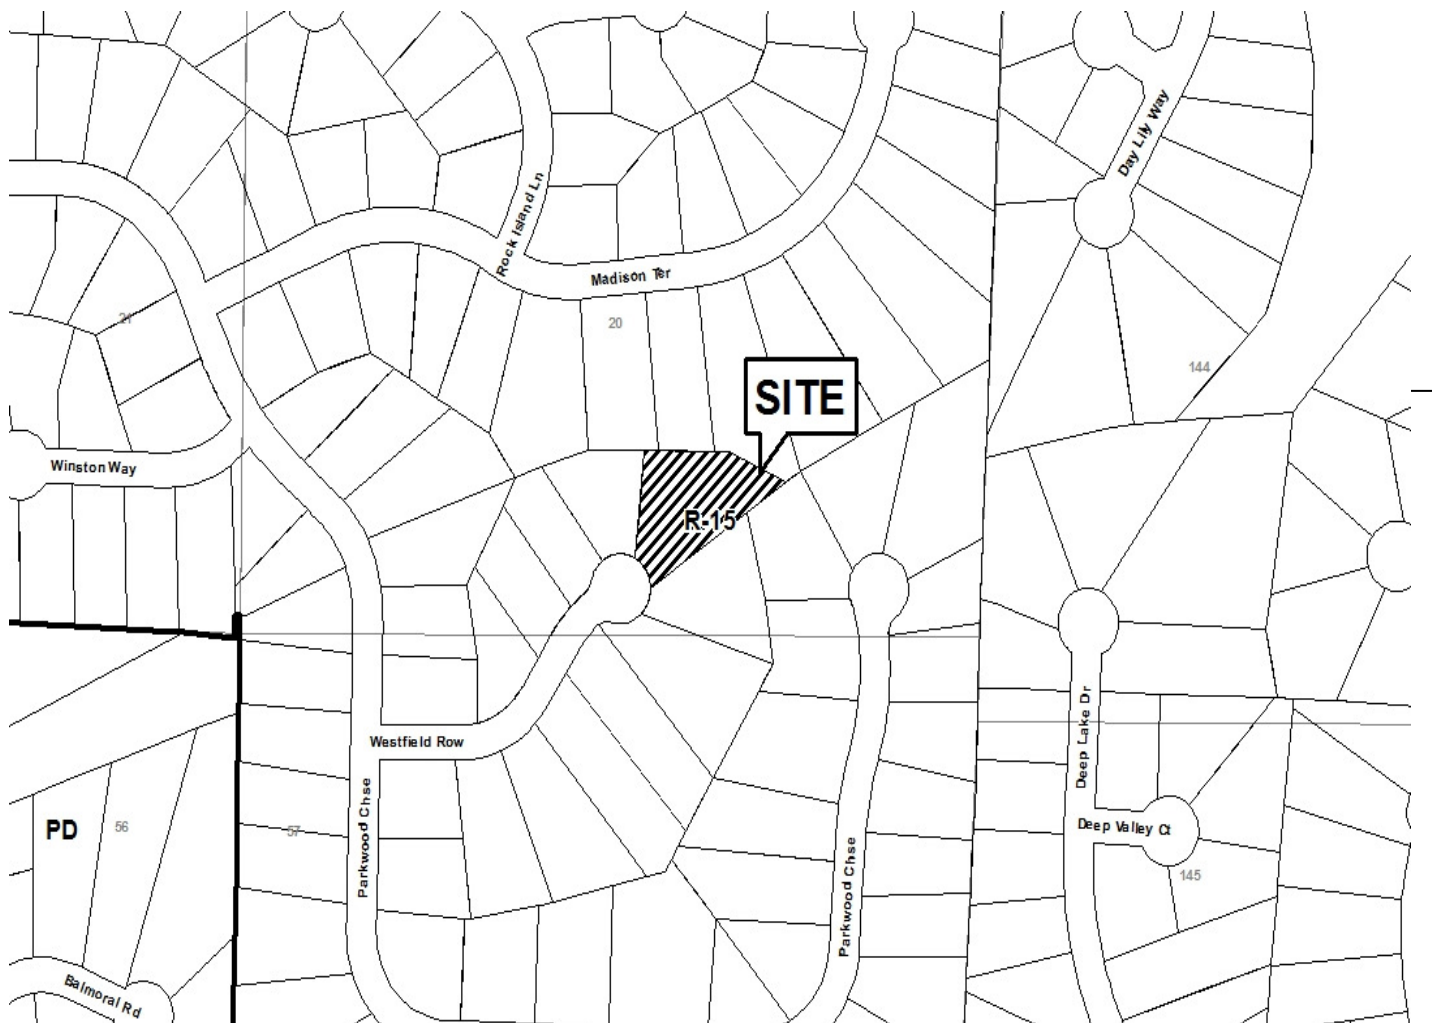 Day Lily Way
Rock Island Ln
Madison Ter
21
20
144
SITE
Winston Way
R-15
Westfield Row
Deep Lake Dr
Parkwood Chse
PD
56
57
Deep Valley Ct
Parkwood Chse
145
Balmoral Rd